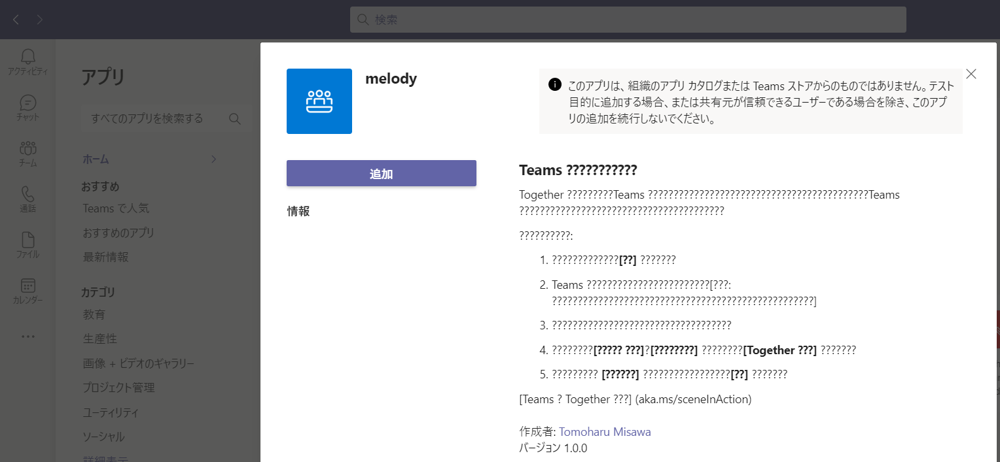 検索
アクティビティ
チャット
チーム
通話
ファイル
カレンダー
アプリ
すべてのアプリを検索する
ホーム
おすすめ
Teams で人気
おすすめのアプリ
最新情報
カテゴリ
教育
生産性
画像 + ビデオのギャラリー
プロジェクト管理
ユーティリティ
ソーシャル
詳細表示
melody
追加
情報
このアプリは、組織のアプリ カタログまたは Teams ストアからのものではありません。テスト
目的に追加する場合、または共有元が信頼できるユーザーである場合を除き、このアプ
リの追加を続行しないでください。
Teams ???????????
Together ?????????Teams ???????????????????????????????????????????Teams
????????????????????????????????????????
??????????:
1. ?????????????[??] ???????
2. Teams ????????????????????????[???:
???????????????????????????????????????????????????]
3. ???????????????????????????????????
4. ????????[????? ???]?[????????] ????????[Together ???] ???????
5. ????????? [??????] ?????????????????[??] ???????
[Teams ? Together ???] (aka.ms/sceneInAction)
作成者: Tomoharu Misawa
バージョン 1.0.0